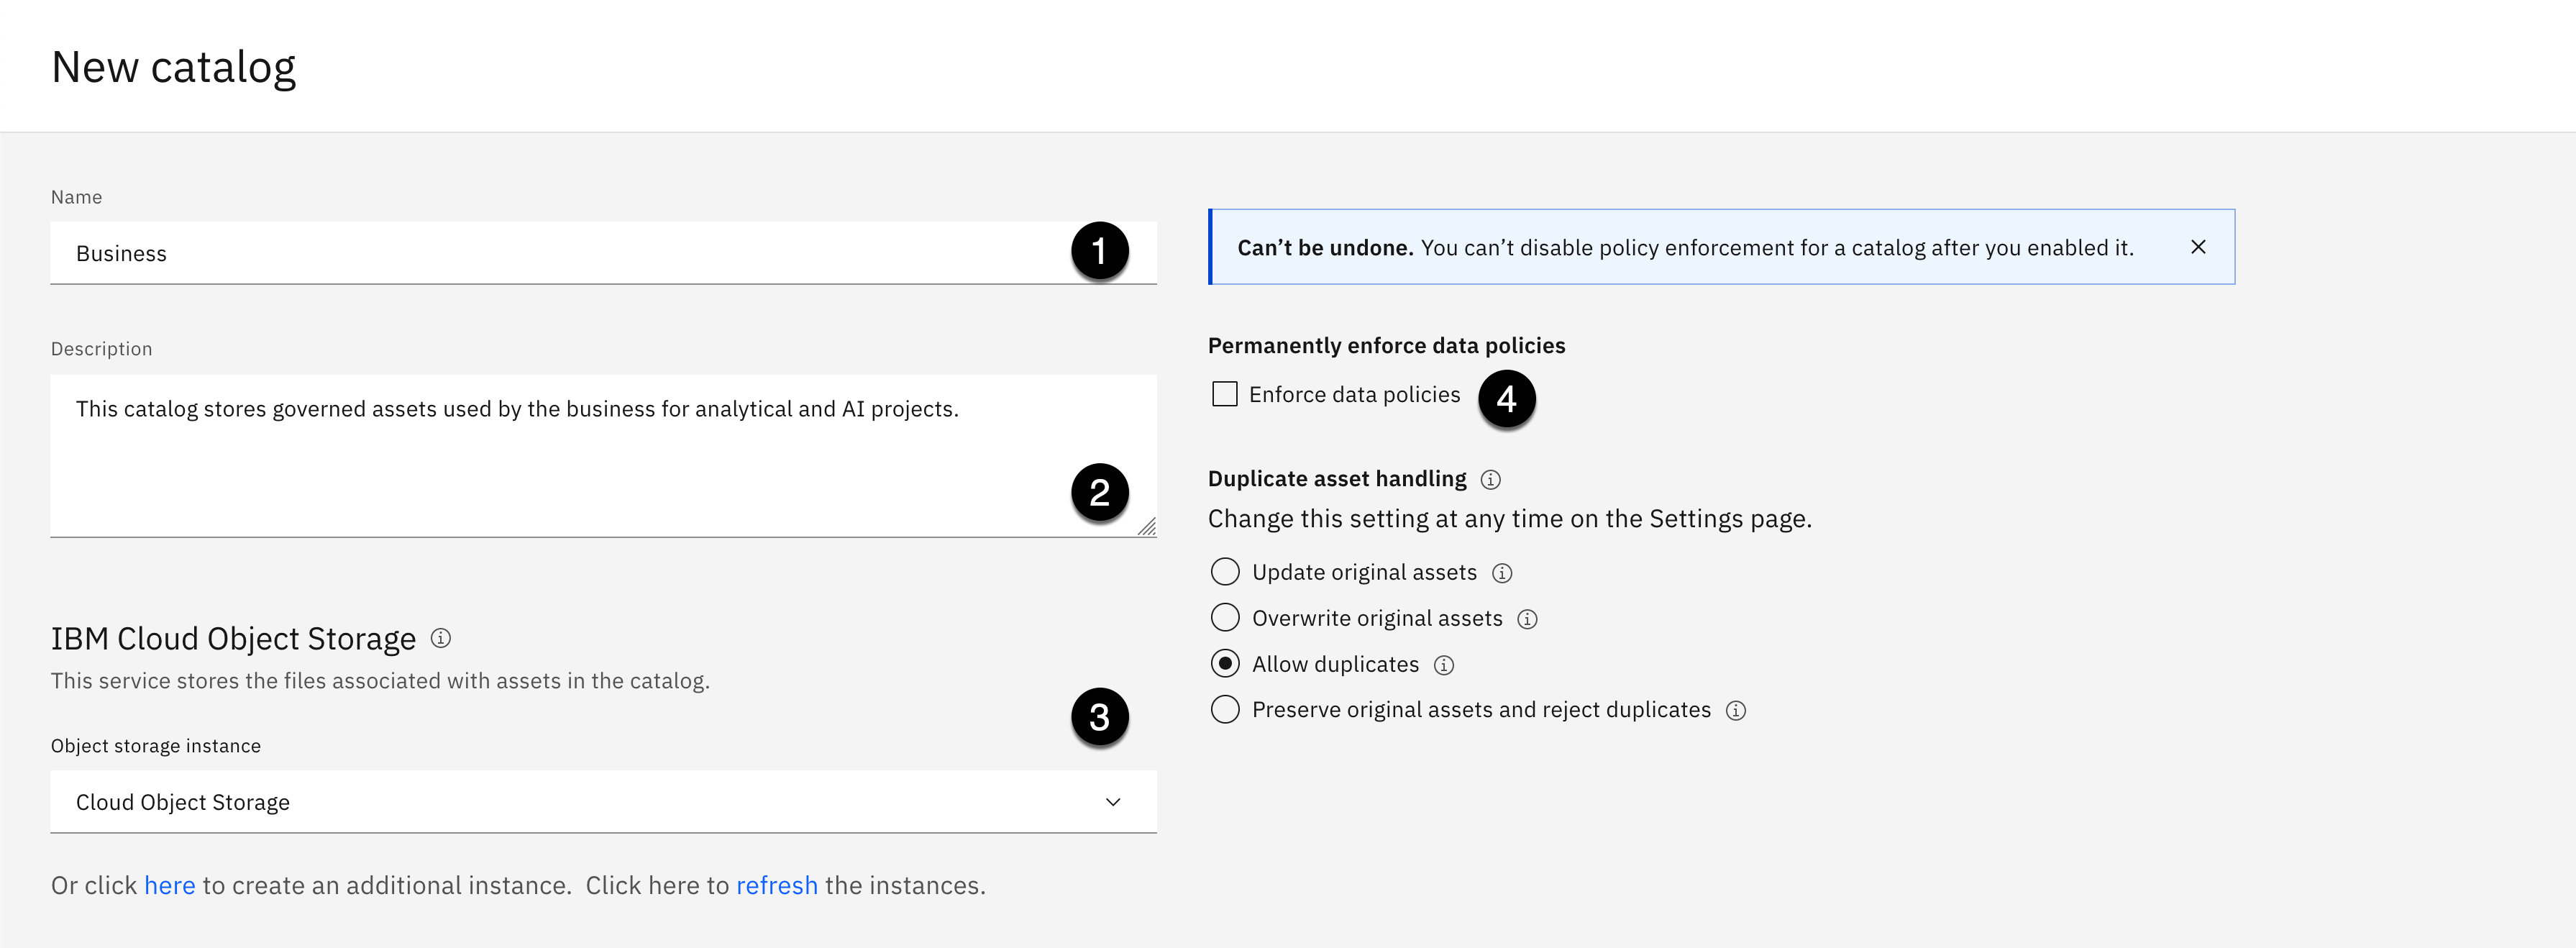 New catalog
Name
Business
1
Description
This catalog stores governed assets used by the business for analytical and AI projects.
2
IBM Cloud Object Storage
This service stores the files associated with assets in the catalog.
3
Object storage instance
Cloud Object Storage
Or click here to create an additional instance.  Click here to refresh the instances.
Can’t be undone. You can’t disable policy enforcement for a catalog after you enabled it.
Permanently enforce data policies
Enforce data policies
4
Duplicate asset handling
Change this setting at any time on the Settings page.
Update original assets
Overwrite original assets
Allow duplicates
Preserve original assets and reject duplicates